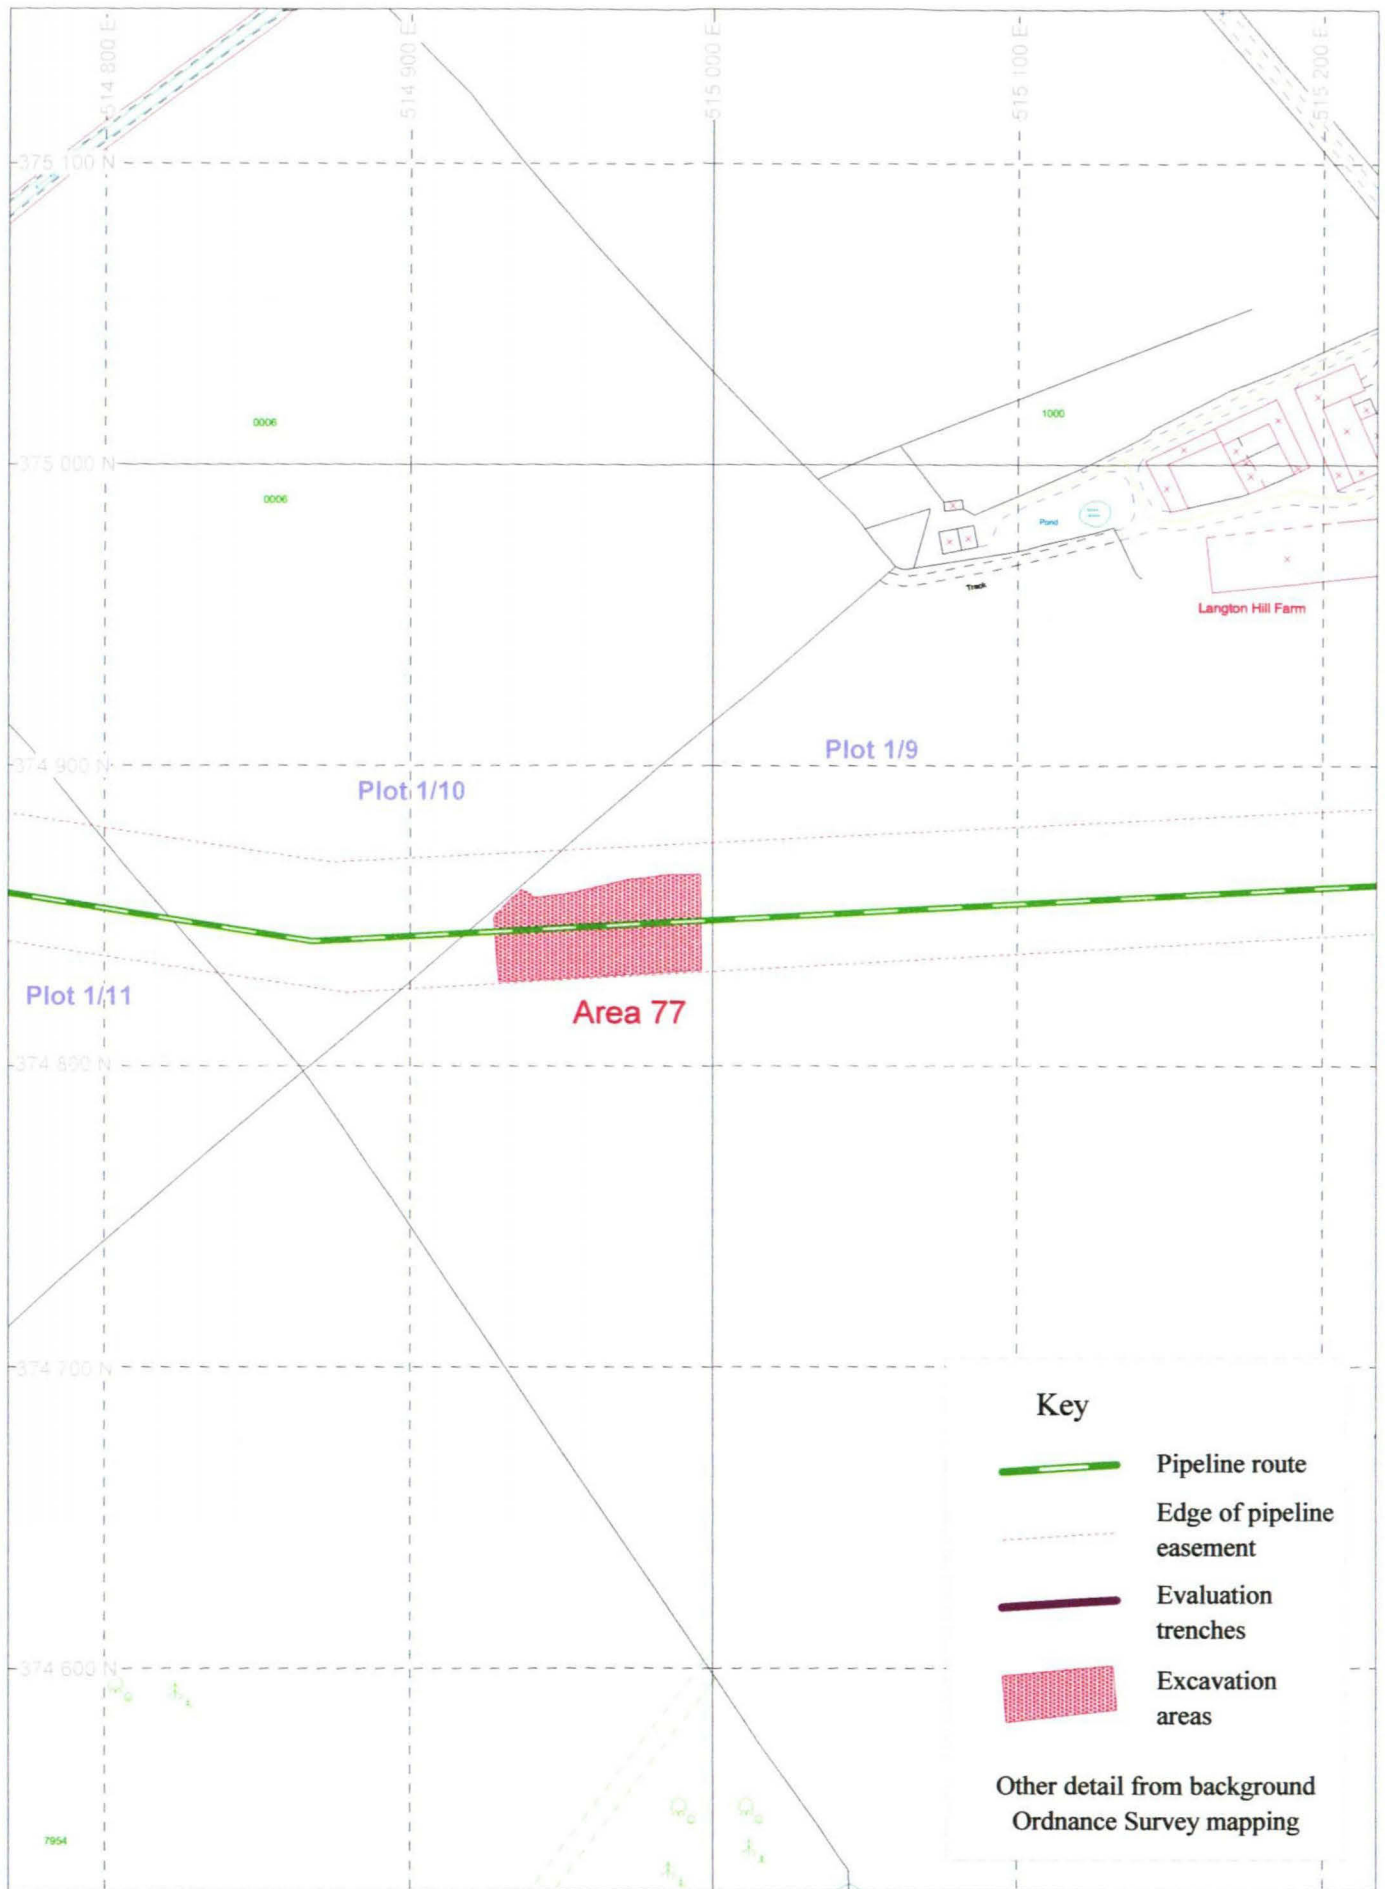 514 800 E
514 900 E
515 000 E
515 100 E
515 200 E
375 100 N
0006
1000
375 000 N
0006
Pond
Track
Langton Hill Farm
Plot 1/9
374 900 N
Plot 1/10
Plot 1/11
Area 77
374 800 N
374 700 N
Key
Pipeline route
Edge of pipeline
easement
Evaluation
trenches
374 600 N
Excavation
areas
Other detail from background
Ordnance Survey mapping
7954